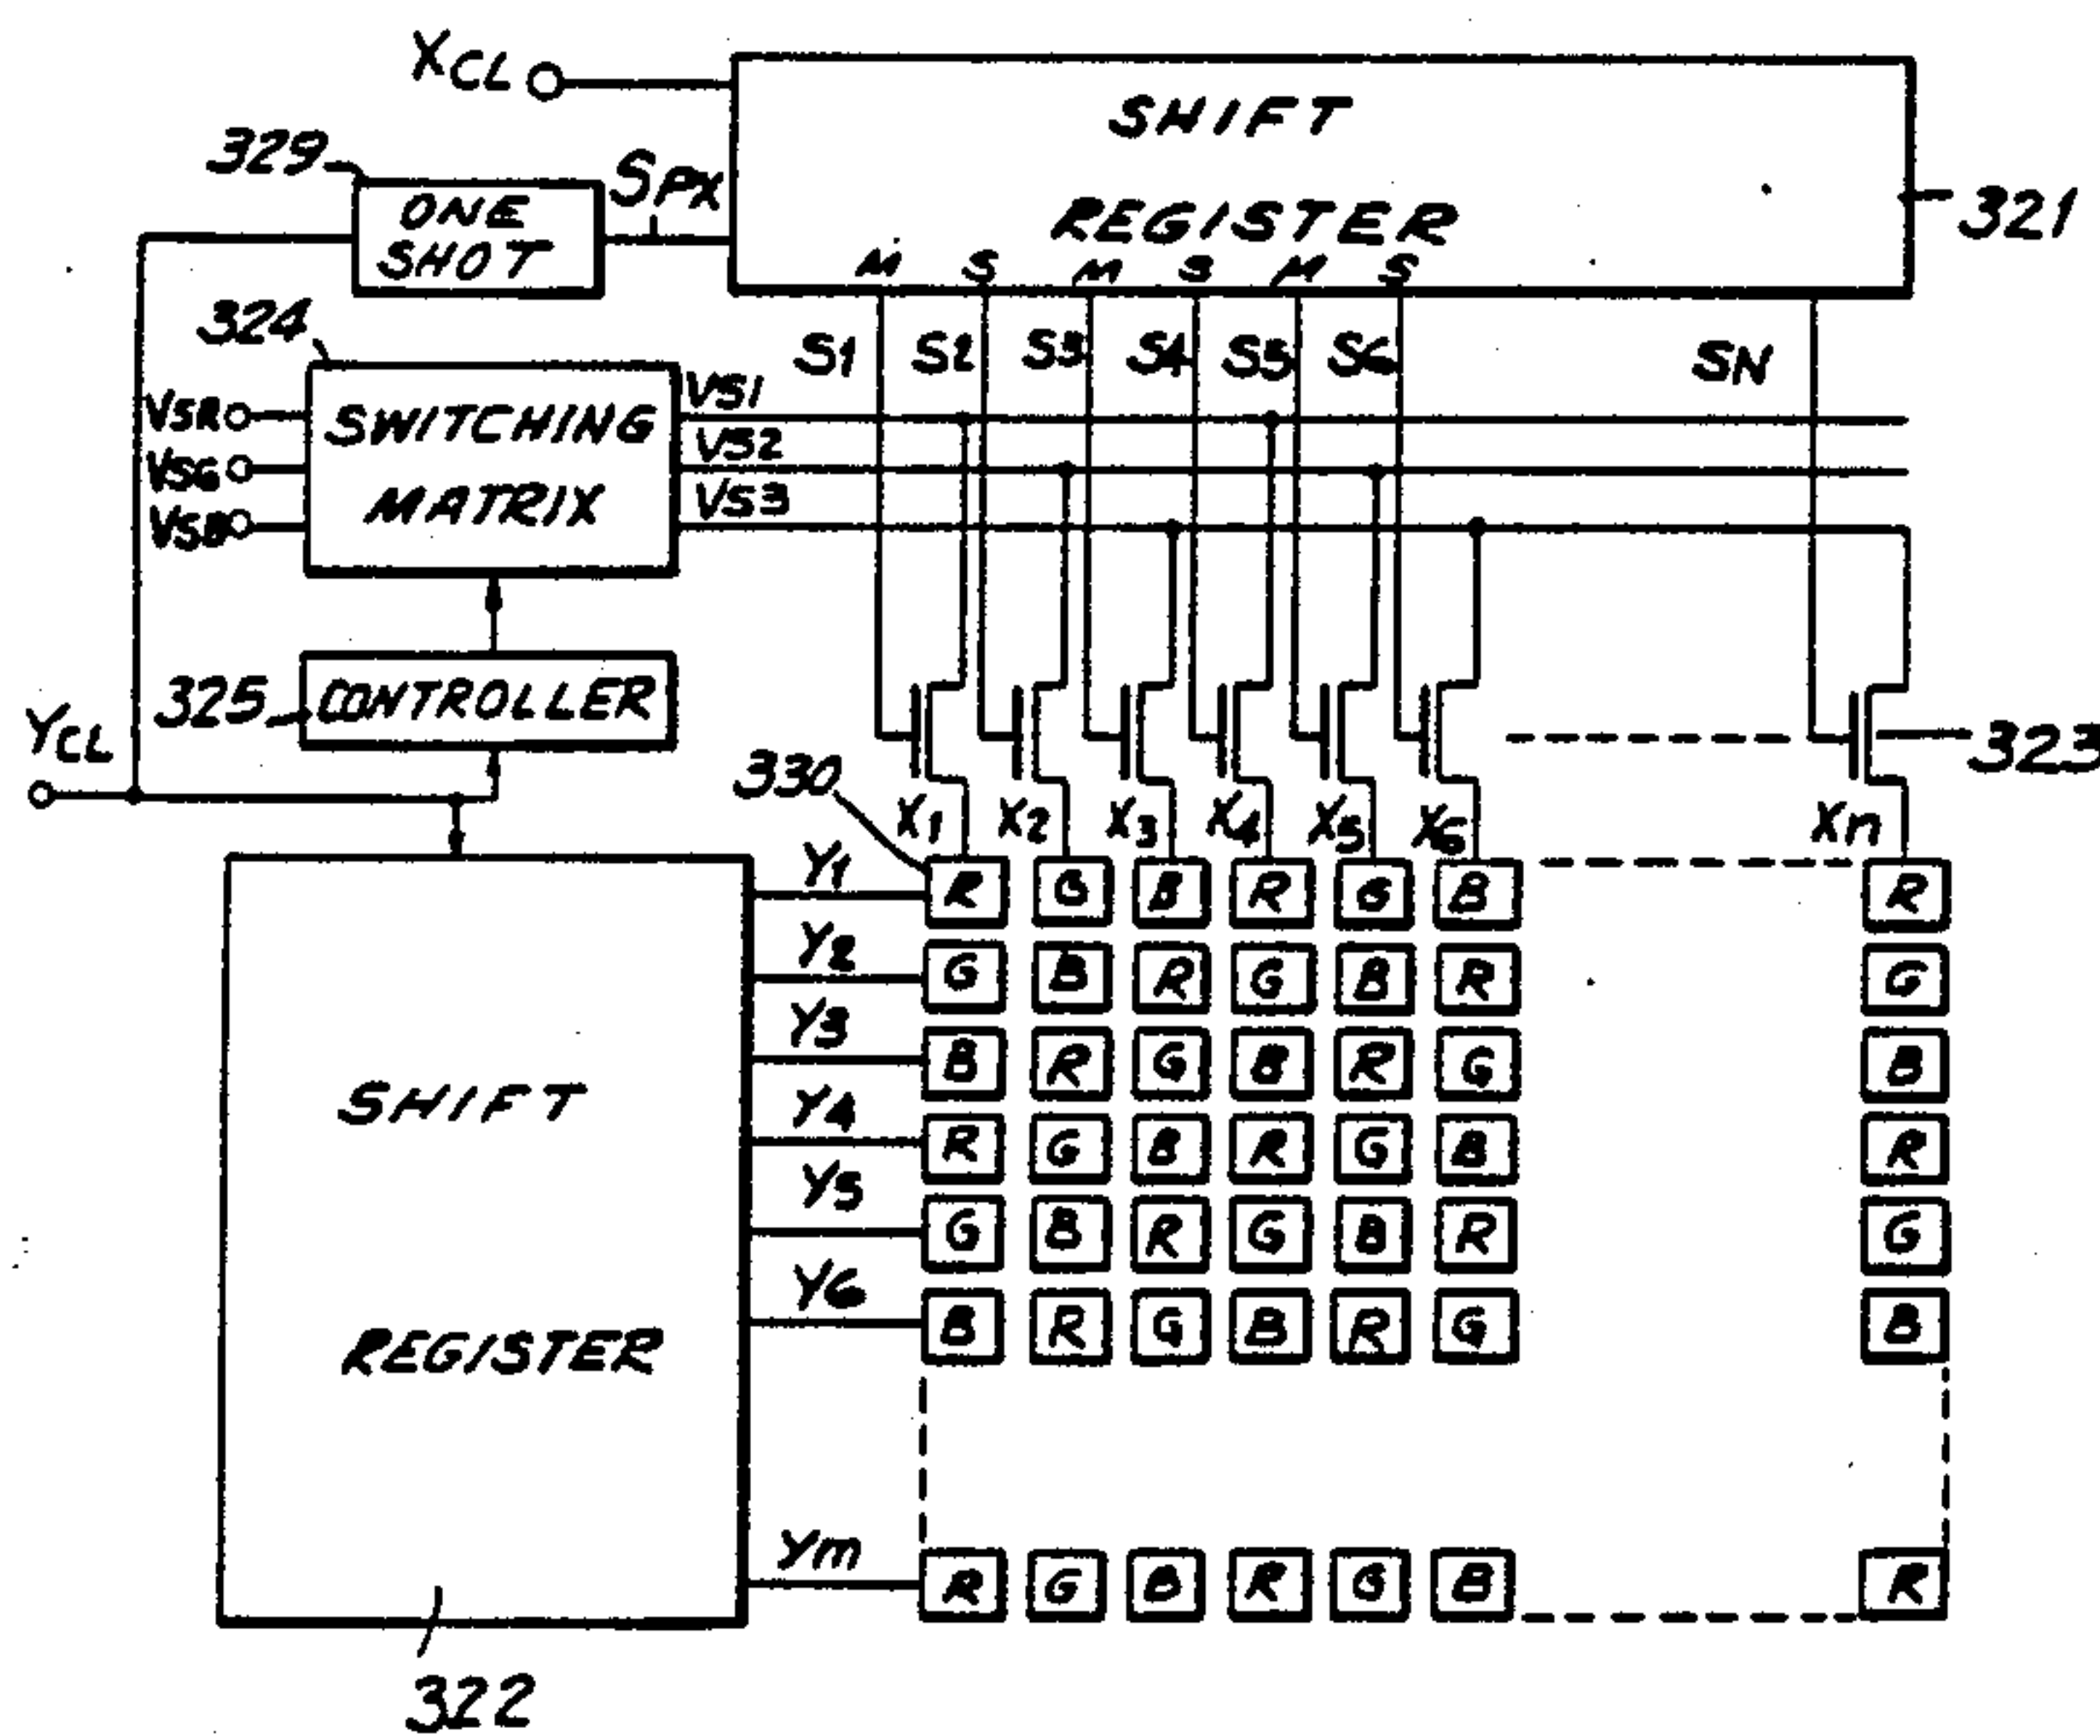 XCL
SHIFT
REGISTER
321
329
ONE
SHOT
SPX
M S M S M S
324
S1 S2 S3 S4 S5 S6 SN
SWITCHING
MATRIX
VSR
VSG
VSB
VS1
VS2
VS3
325
CONTROLLER
YCL
323
330
X1 X2 X3 X4 X5 X6 Xn
Y1
R G B R G B R
Y2
G B R G B R G
Y3
B R G B R G B
Y4
R G B R G B R
Y5
G B R G B R G
Y6
B R G B R G B
Ym
R G B R G B R
SHIFT
REGISTER
322